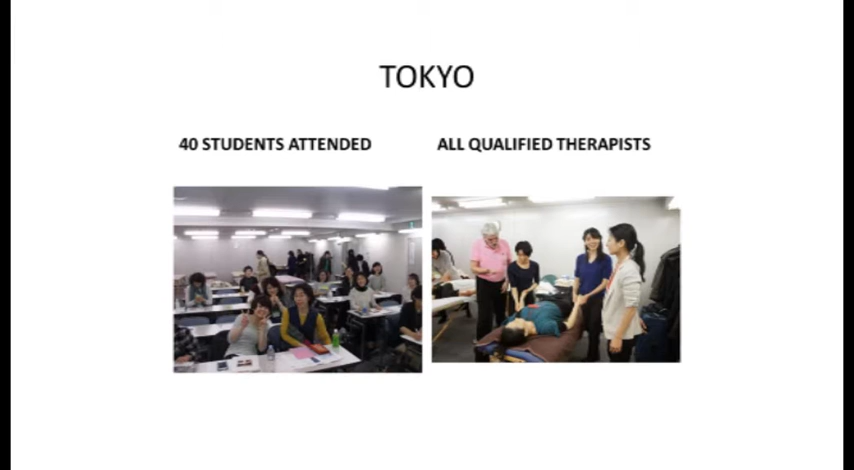 TOKYO
40 STUDENTS ATTENDED
ALL QUALIFIED THERAPISTS